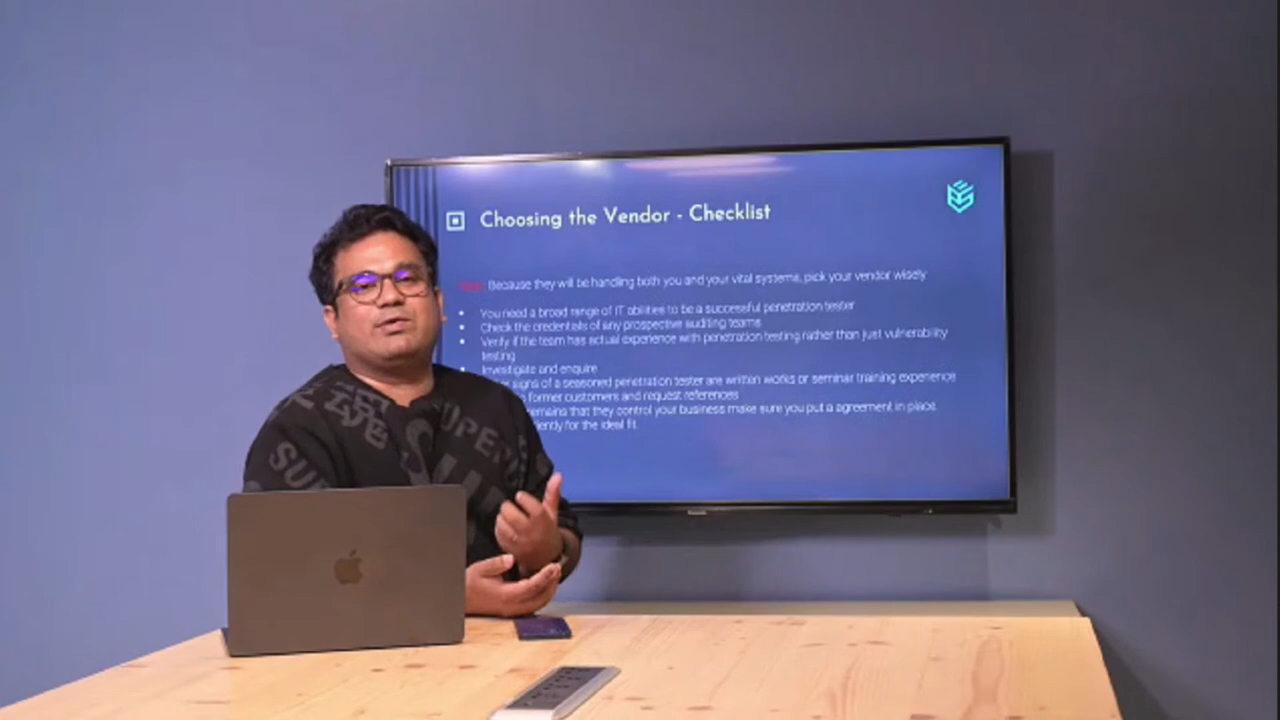 Choosing the Vendor - Checklist
Because they will be handling both you and your vital systems, pick your vendor wisely
You need a broad range of IT abilities to be a successful penetration tester
Check the credentials of any prospective auditing teams
Verify if the team has actual experience with penetration testing rather than just vulnerability
testing
Investigate and enquire
signs of a seasoned penetration tester are written works or seminar training experience
former customers and request references
remains that they control your business make sure you put a agreement in place.
for the ideal fit.